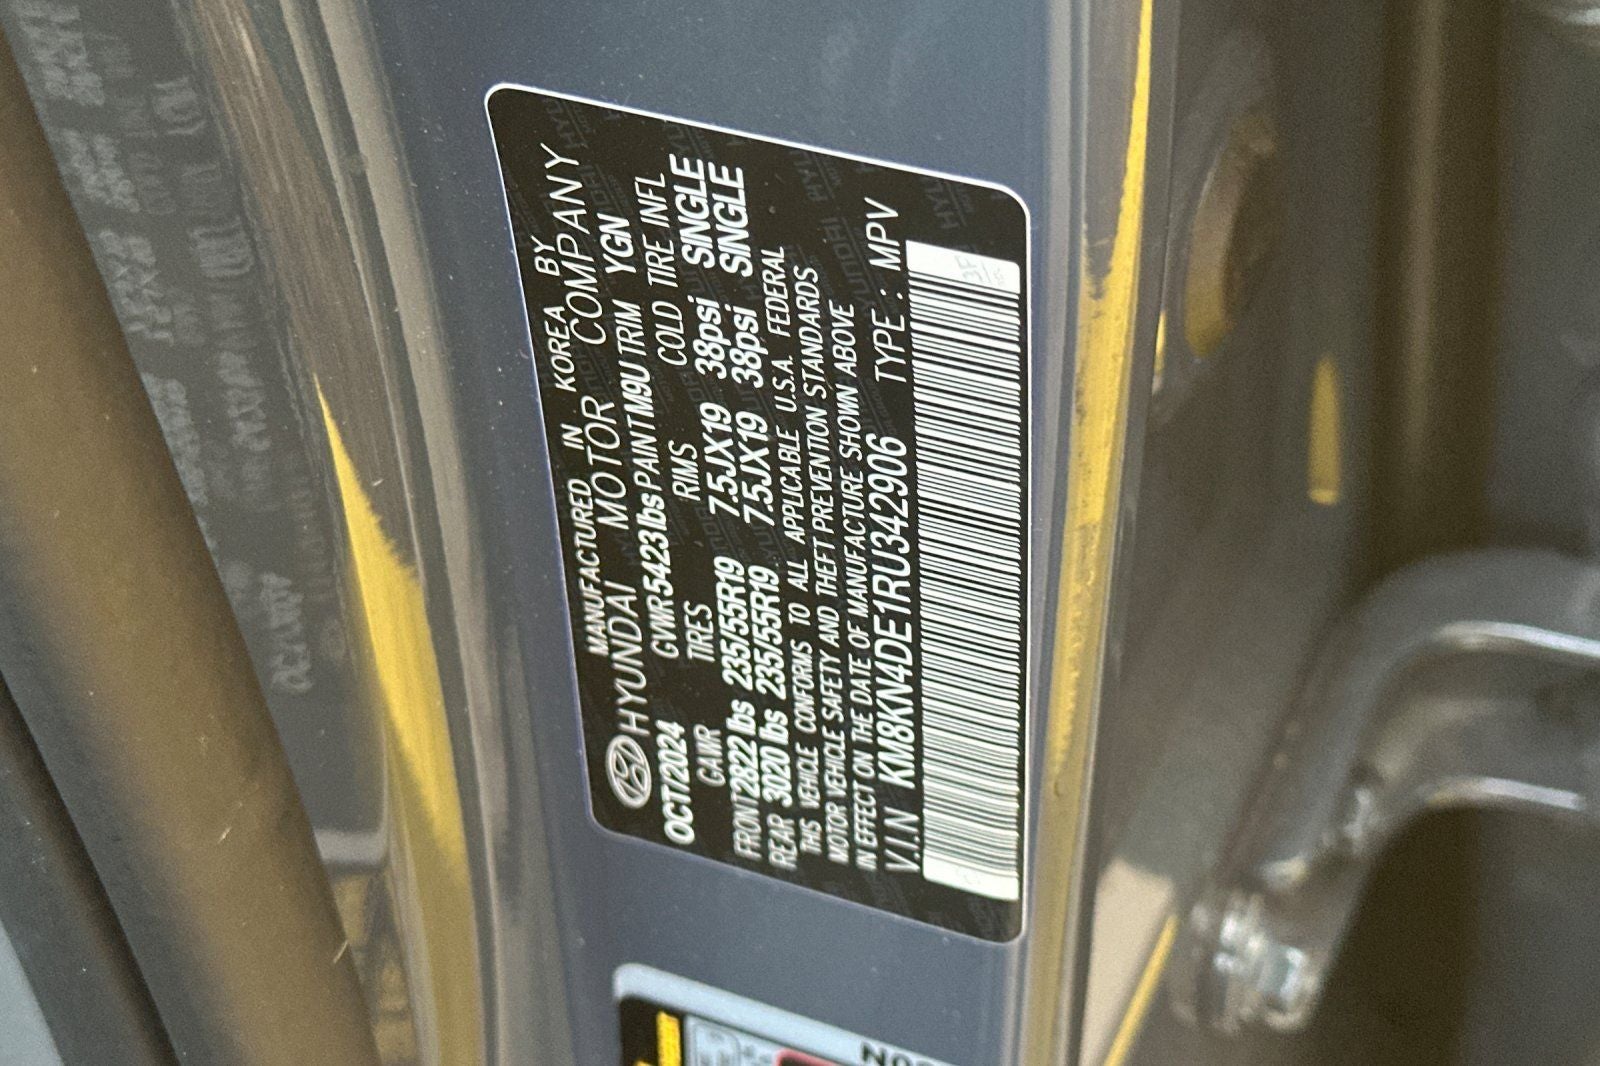 MANUFACTURED IN KOREA BY
HYUNDAI MOTOR COMPANY
OCT/2024 GVWR 5423 lbs PAINT M9U TRIM YGN
GAWR TIRES RIMS COLD TIRE INFL
FRONT 2822 lbs 235/55R19 7.5JX19 38psi SINGLE
REAR 3020 lbs 235/55R19 7.5JX19 38psi SINGLE
THIS VEHICLE CONFORMS TO ALL APPLICABLE U.S.A. FEDERAL
MOTOR VEHICLE SAFETY AND THEFT PREVENTION STANDARDS
IN EFFECT ON THE DATE OF MANUFACTURE SHOWN ABOVE
V.I.N KM8KN4DE1RU342906 TYPE : MPV